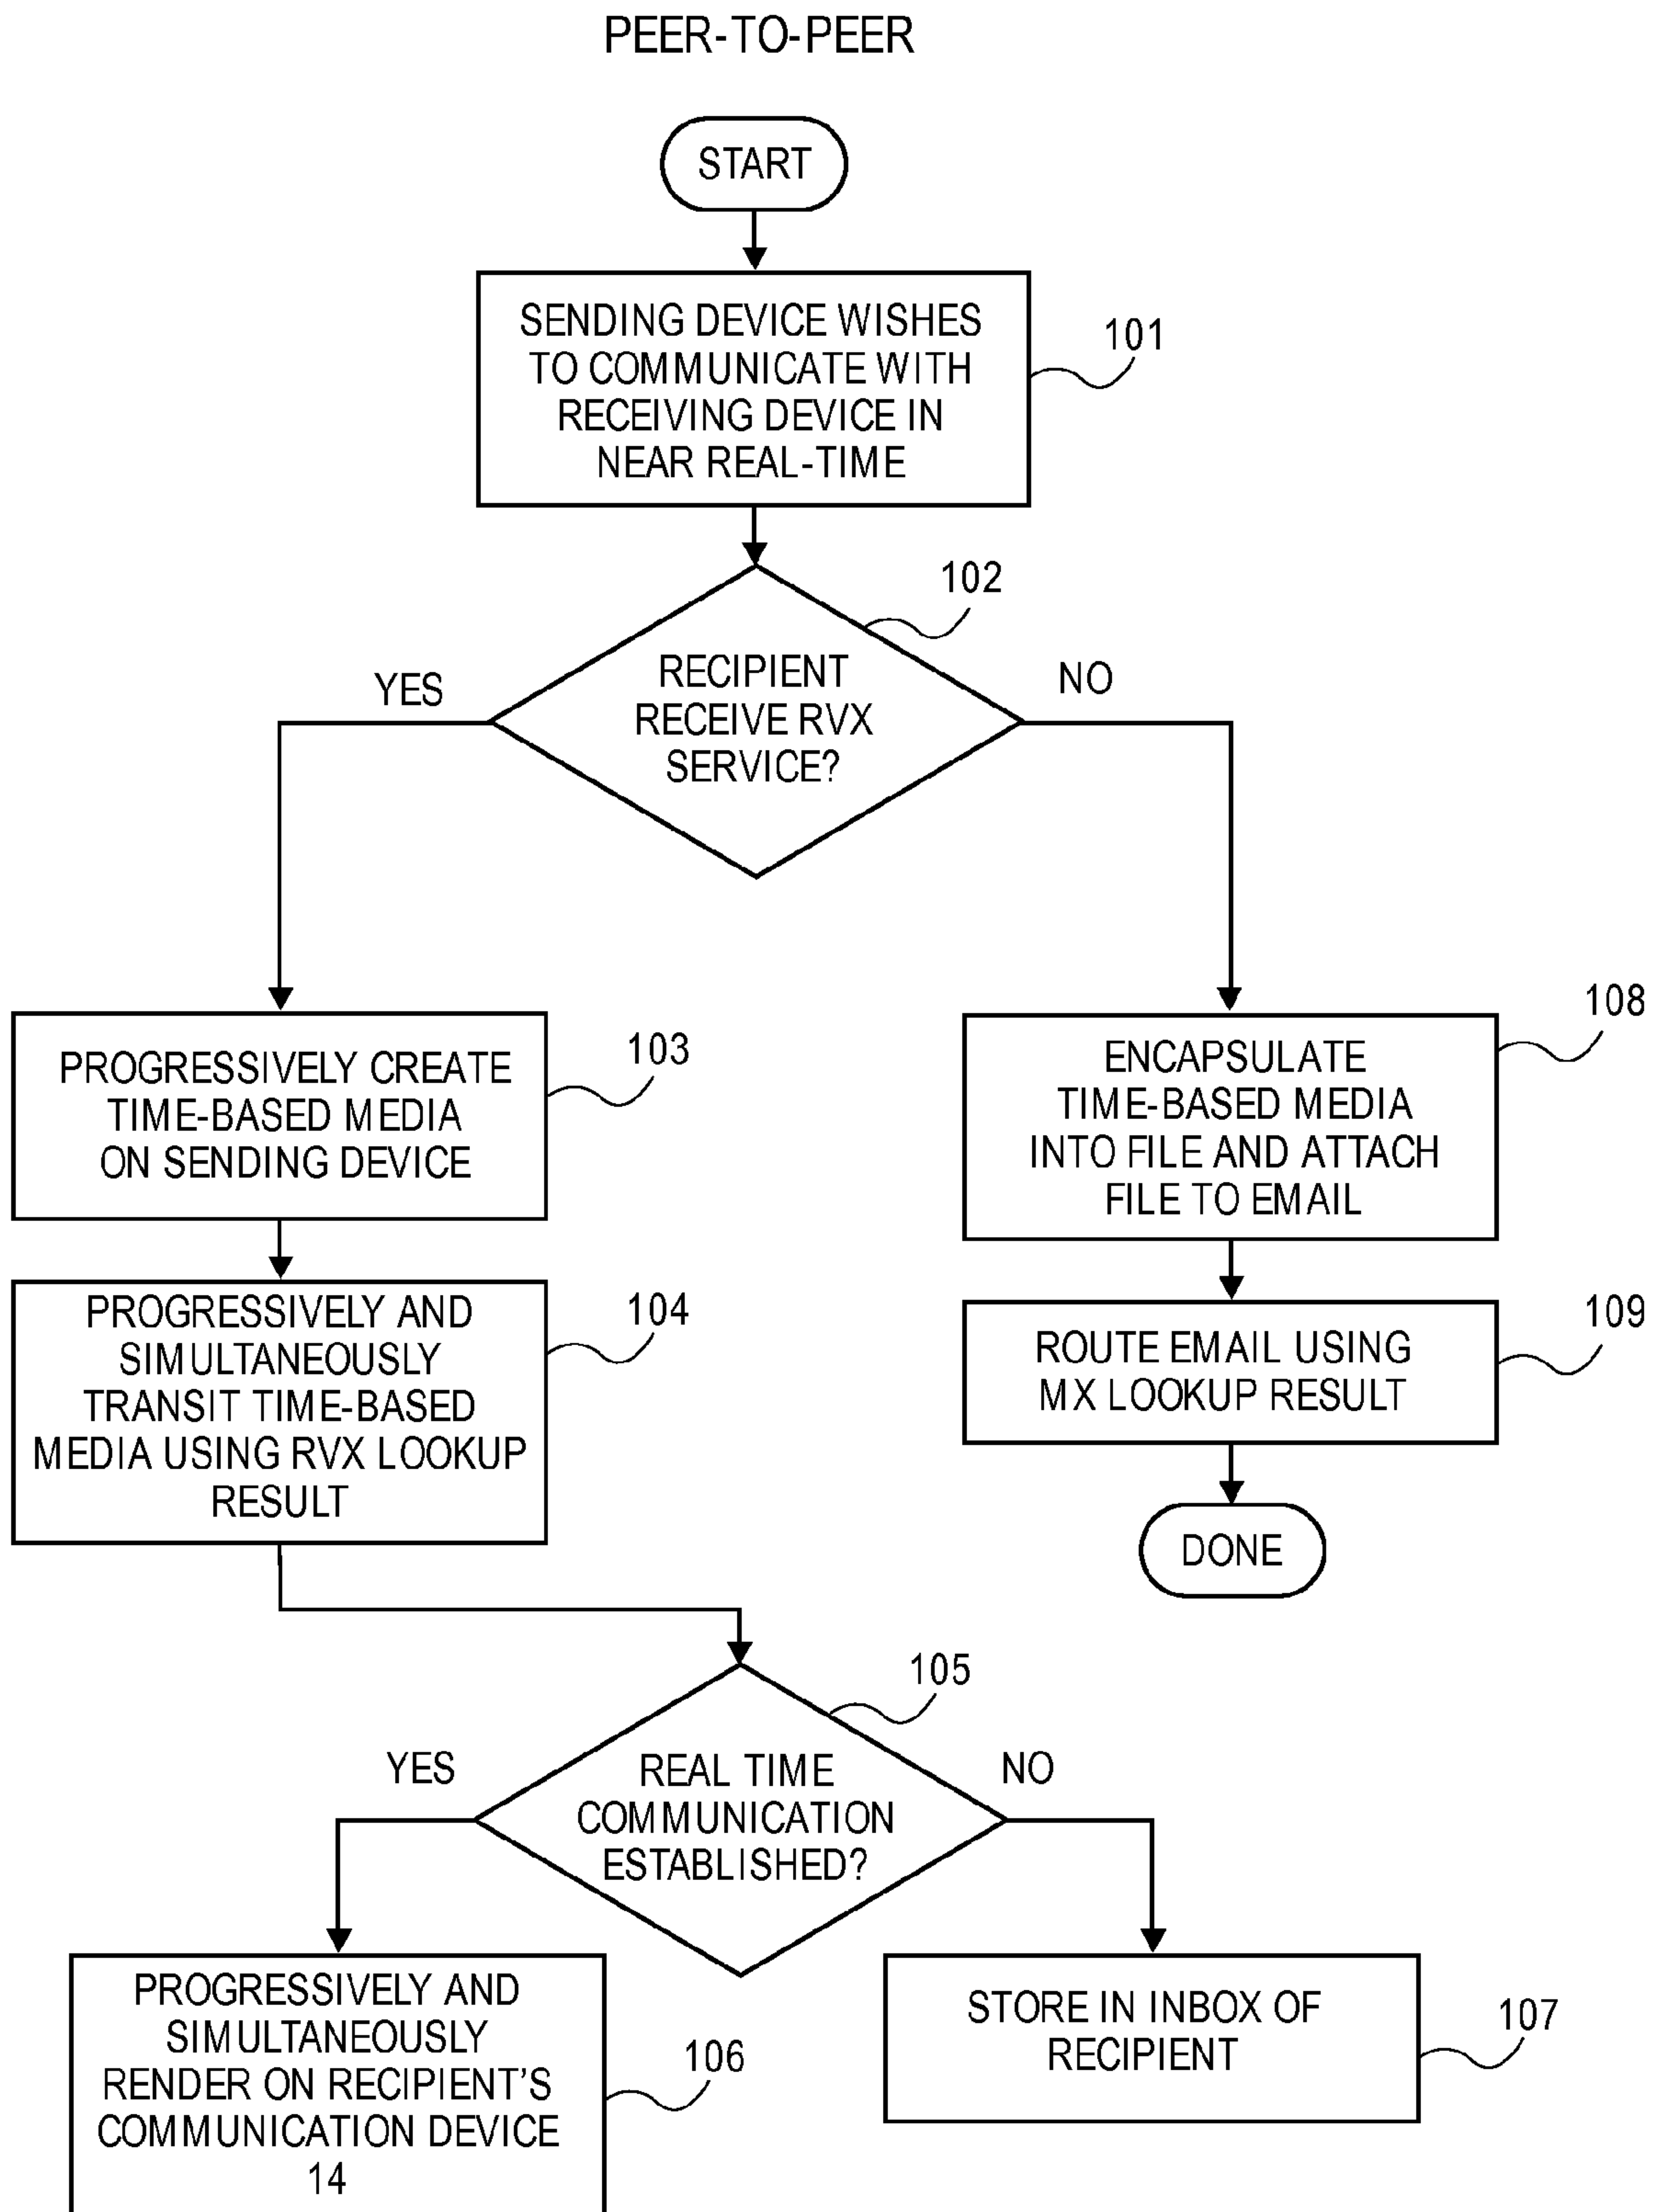 PEER-TO-PEER
START
SENDING DEVICE WISHES
TO COMMUNICATE WITH
RECEIVING DEVICE IN
NEAR REAL-TIME
101
102
RECIPIENT
RECEIVE RVX
SERVICE?
YES
NO
PROGRESSIVELY CREATE
TIME-BASED MEDIA
ON SENDING DEVICE
103
ENCAPSULATE
TIME-BASED MEDIA
INTO FILE AND ATTACH
FILE TO EMAIL
108
PROGRESSIVELY AND
SIMULTANEOUSLY
TRANSIT TIME-BASED
MEDIA USING RVX LOOKUP
RESULT
104
ROUTE EMAIL USING
MX LOOKUP RESULT
109
DONE
105
REAL TIME
COMMUNICATION
ESTABLISHED?
YES
NO
PROGRESSIVELY AND
SIMULTANEOUSLY
RENDER ON RECIPIENT'S
COMMUNICATION DEVICE
14
106
STORE IN INBOX OF
RECIPIENT
107